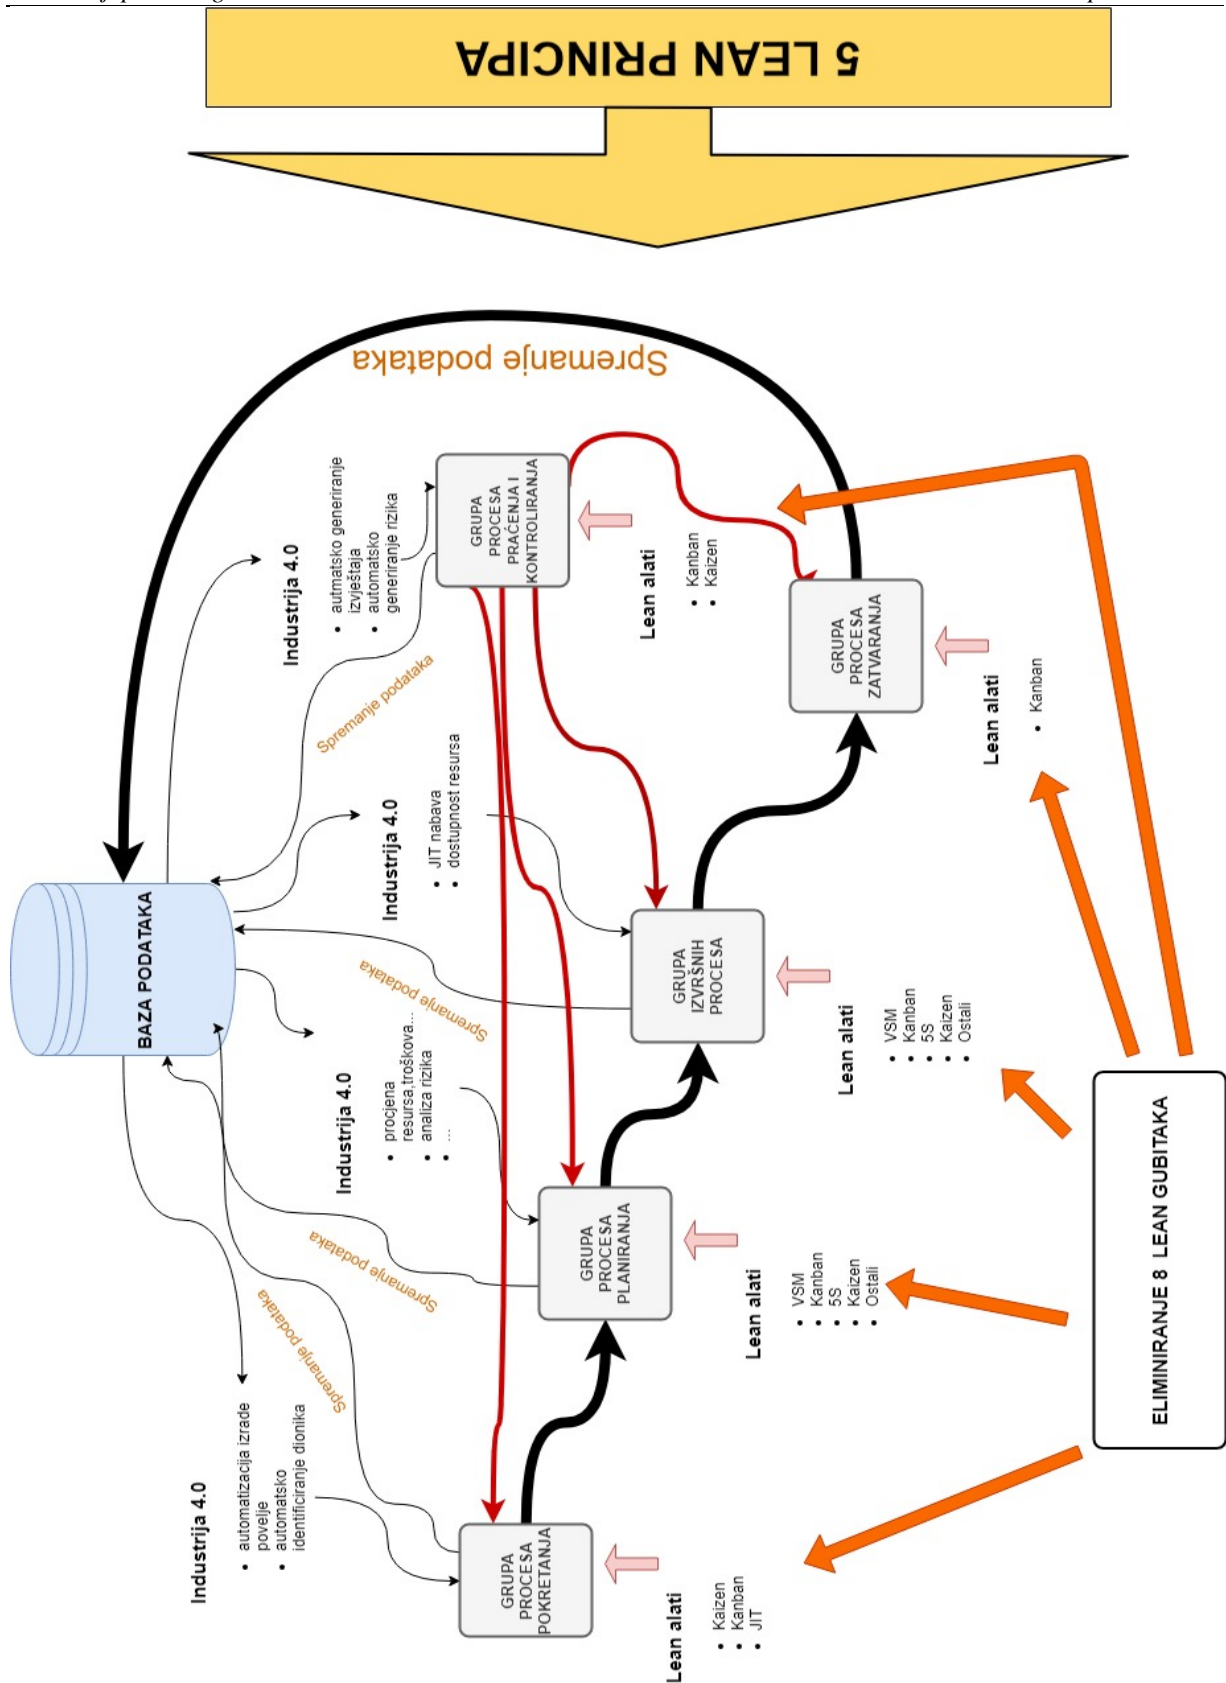 5 LEAN PRINCIPA
Spremanje podataka
BAZA PODATAKA
Industrija 4.0
automatizacija izrade
povelje
automatsko
identificiranje dionika
Spremanje podataka
Industrija 4.0
procjena
resursa,troškova...
analiza rizika
...
Spremanje podataka
Industrija 4.0
JIT nabava
dostupnost resursa
Spremanje podataka
Industrija 4.0
autmatsko generiranje
izvještaja
automatsko
generiranje rizika
Spremanje podataka
GRUPA
PROCESA
POKRETANJA
GRUPA
PROCESA
PLANIRANJA
GRUPA
IZVRŠNIH
PROCESA
GRUPA
PROCESA
PRAĆENJA I
KONTROLIRANJA
GRUPA
PROCESA
ZATVARANJA
Lean alati
Kaizen
Kanban
JIT
Lean alati
VSM
Kanban
5S
Kaizen
Ostali
Lean alati
VSM
Kanban
5S
Kaizen
Ostali
Lean alati
Kanban
Kaizen
Lean alati
Kanban
ELIMINIRANJE 8 LEAN GUBITAKA